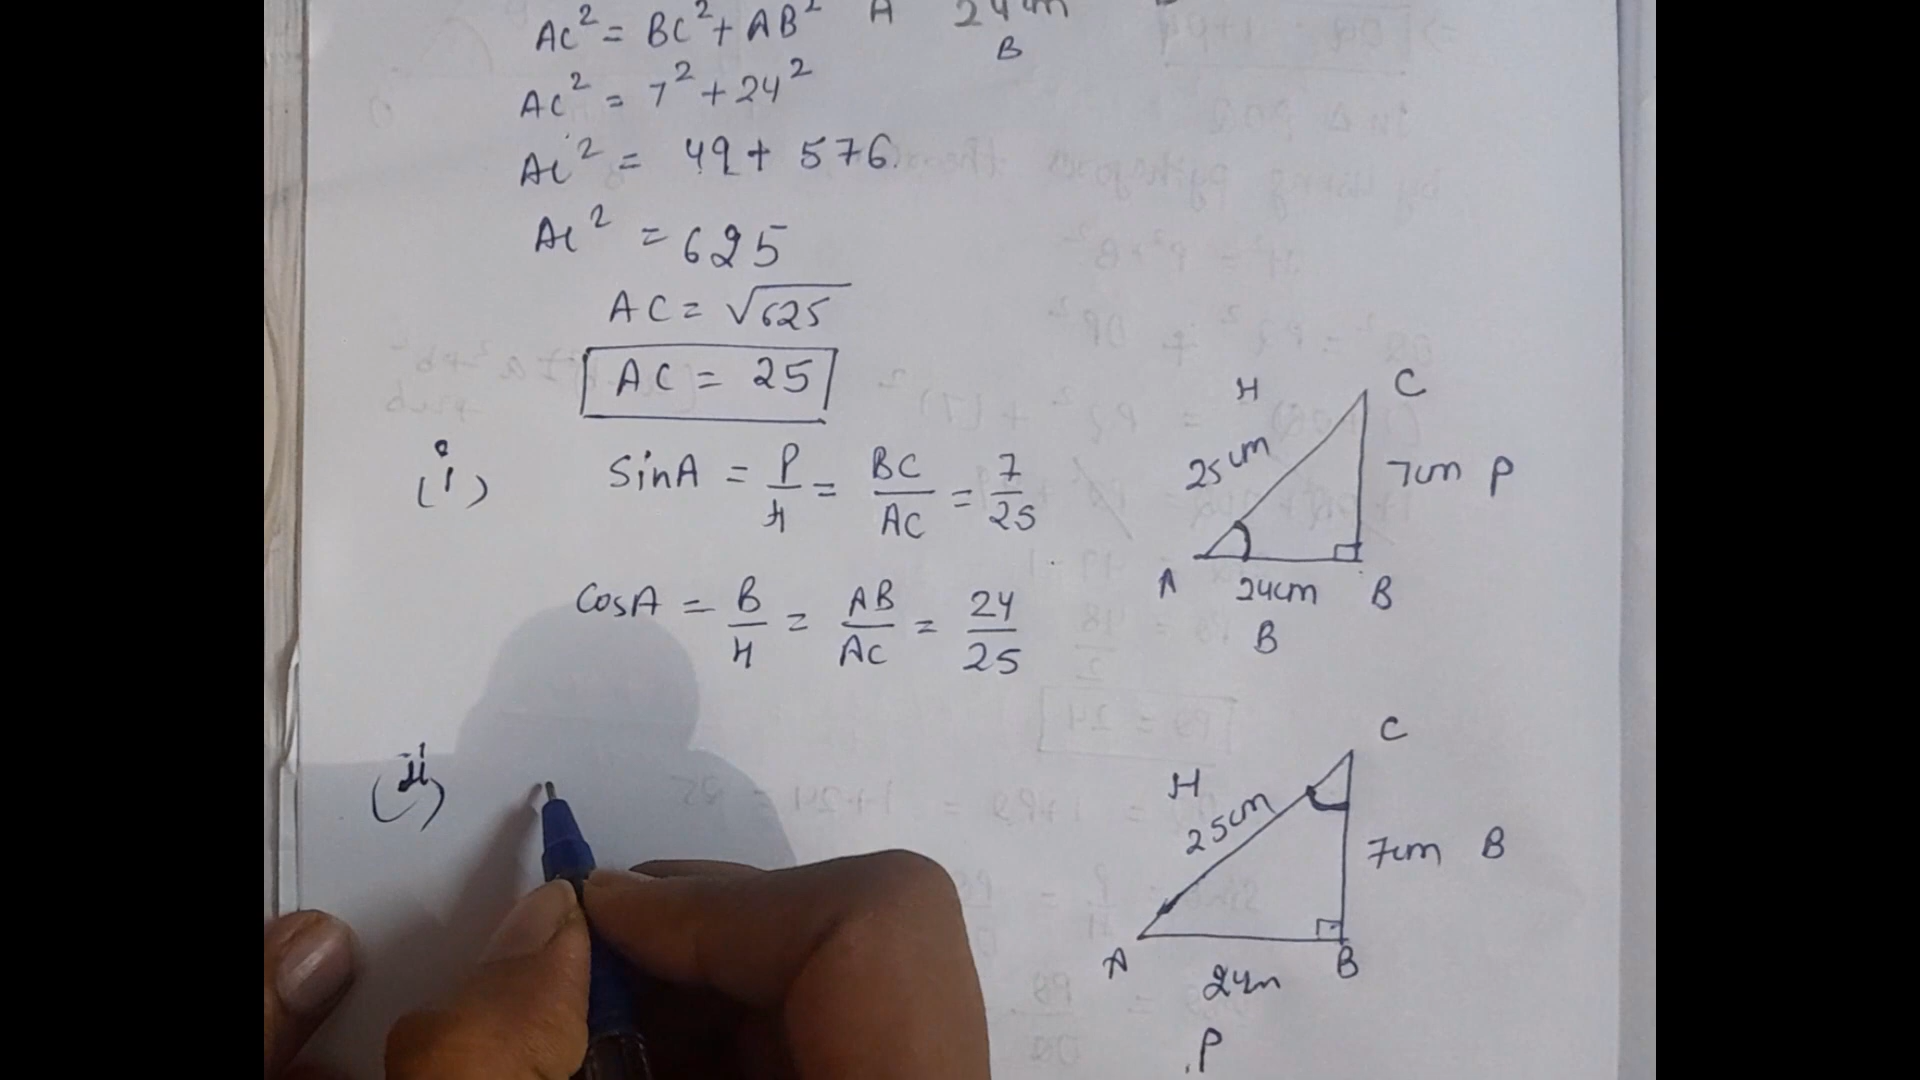 AC² = BC² + AB²
A 24cm
B
AC² = 7² + 24²
AC² = 49 + 576
AC² = 625
AC = √625
AC = 25
(i) SinA = P/H = BC/AC = 7/25
CosA = B/H = AB/AC = 24/25
H
C
25cm
7cm P
A
24cm
B
B
(ii)
C
H
25cm
7cm B
A
B
24m
P